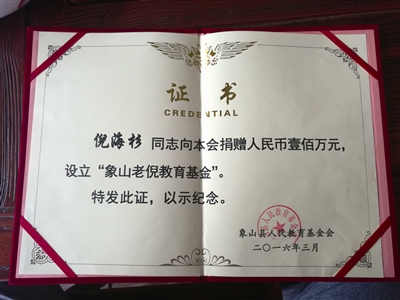 证书
CREDENTIAL
倪海杉 同志向本会捐赠人民币壹佰万元，
设立“象山老倪教育基金”。
特发此证，以示纪念。
象山县人民教育基金会
二〇一六年三月